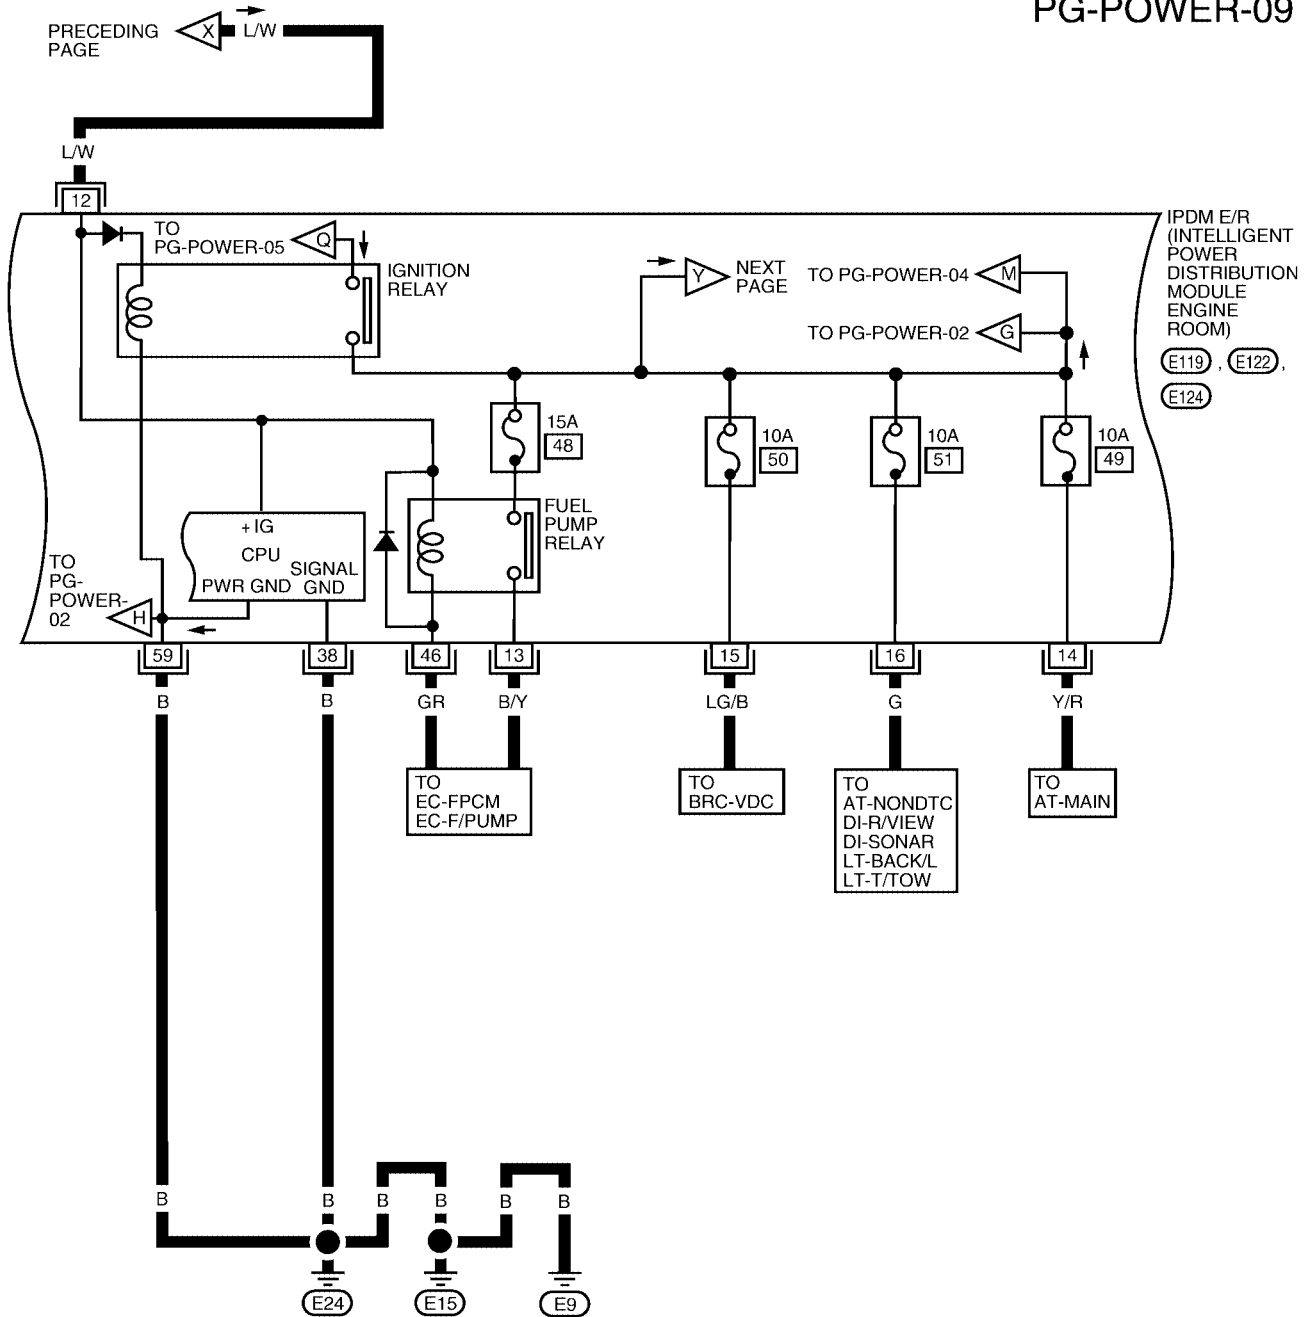 PG-POWER-09
PRECEDING
PAGE
X
L/W
L/W
12
TO
PG-POWER-05
Q
IGNITION
RELAY
Y
NEXT
PAGE
TO PG-POWER-04
M
TO PG-POWER-02
G
IPDM E/R
(INTELLIGENT
POWER
DISTRIBUTION
MODULE
ENGINE
ROOM)
E119 , E122 ,
E124
15A
48
10A
50
10A
51
10A
49
+ IG
CPU
PWR GND
SIGNAL
GND
FUEL
PUMP
RELAY
TO
PG-
POWER-
02
H
59
38
46
13
15
16
14
B
B
GR
B/Y
LG/B
G
Y/R
TO
EC-FPCM
EC-F/PUMP
TO
BRC-VDC
TO
AT-NONDTC
DI-R/VIEW
DI-SONAR
LT-BACK/L
LT-T/TOW
TO
AT-MAIN
B
B
B
B
B
B
E24
E15
E9